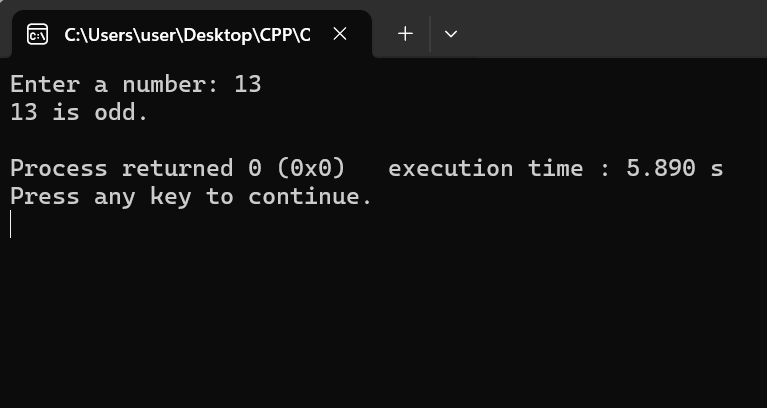 C:\Users\user\Desktop\CPP\C
Enter a number: 13
13 is odd.
Process returned 0 (0x0)   execution time : 5.890 s
Press any key to continue.